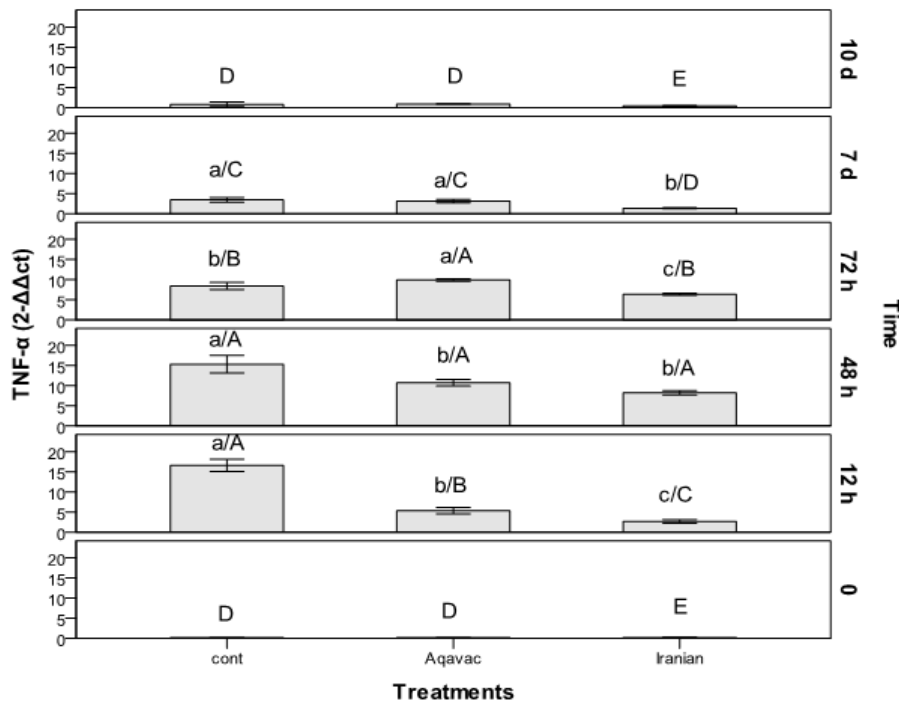 TNF-α (2-ΔΔct)
Time
20
15
10
5
0
D D E
10 d
20
15
10
5
0
a/C a/C b/D
7 d
20
15
10
5
0
b/B a/A c/B
72 h
20
15
10
5
0
a/A b/A b/A
48 h
20
15
10
5
0
a/A b/B c/C
12 h
20
15
10
5
0
D D E
0
cont Aqavac Iranian
Treatments